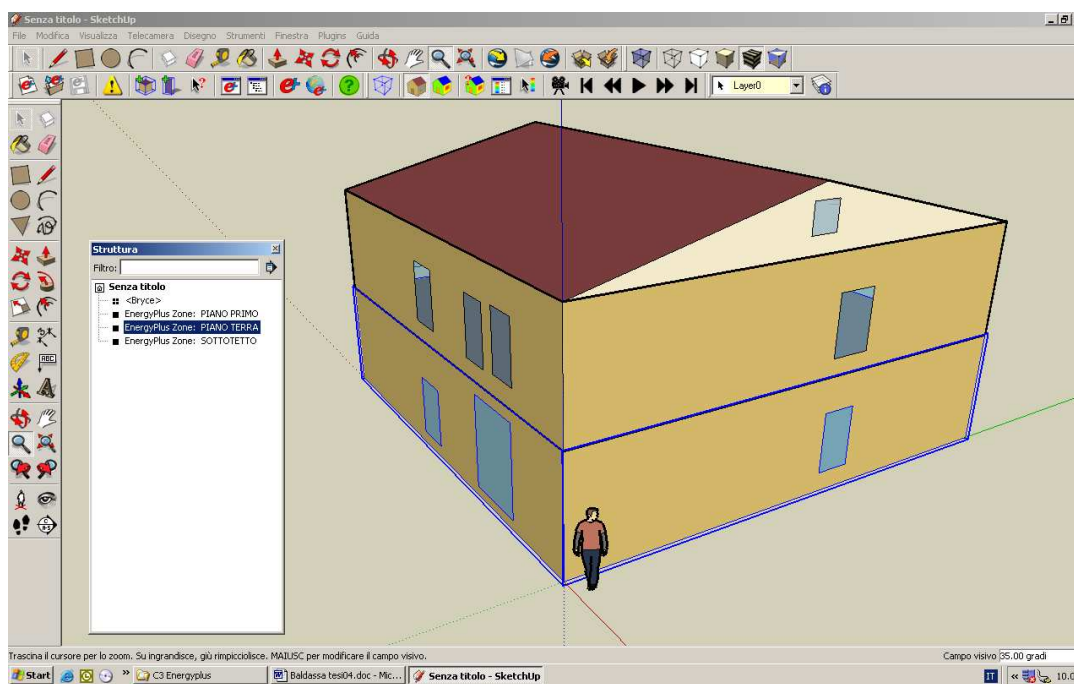 Senza titolo - SketchUp
File Modifica Visualizza Telecamera Disegno Strumenti Finestra Plugins Guida
Layer0
ABC
Struttura
Filtro:
Senza titolo
<Bryce>
EnergyPlus Zone: PIANO PRIMO
EnergyPlus Zone: PIANO TERRA
EnergyPlus Zone: SOTTOTETTO
Trascina il cursore per lo zoom. Su ingrandisce, giù rimpicciolisce. MAIUSC per modificare il campo visivo.
Campo visivo 35.00 gradi
Start » C3 Energyplus Baldassa tesi04.doc - Mic... Senza titolo - SketchUp IT « 10.0